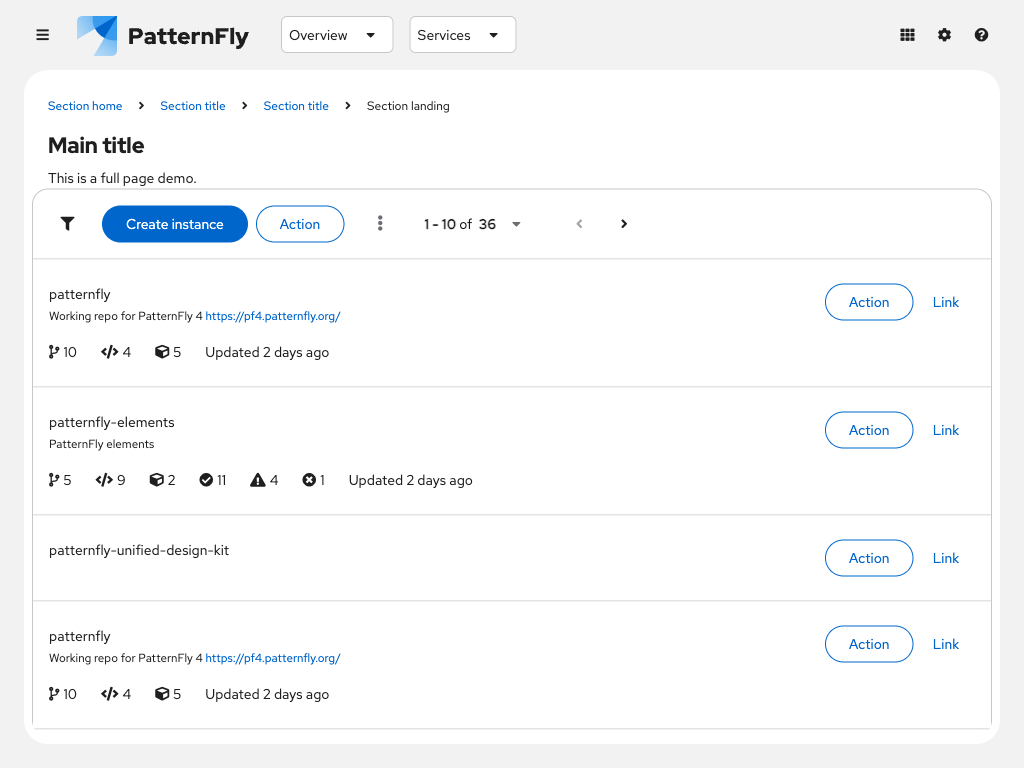 PatternFly Overview Services
Section home Section title Section title Section landing
Main title
This is a full page demo.
Create instance Action 1 - 10 of 36
patternfly Action Link
Working repo for PatternFly 4 https://pf4.patternfly.org/
10 4 5 Updated 2 days ago
patternfly-elements Action Link
PatternFly elements
5 9 2 11 4 1 Updated 2 days ago
patternfly-unified-design-kit Action Link
patternfly Action Link
Working repo for PatternFly 4 https://pf4.patternfly.org/
10 4 5 Updated 2 days ago